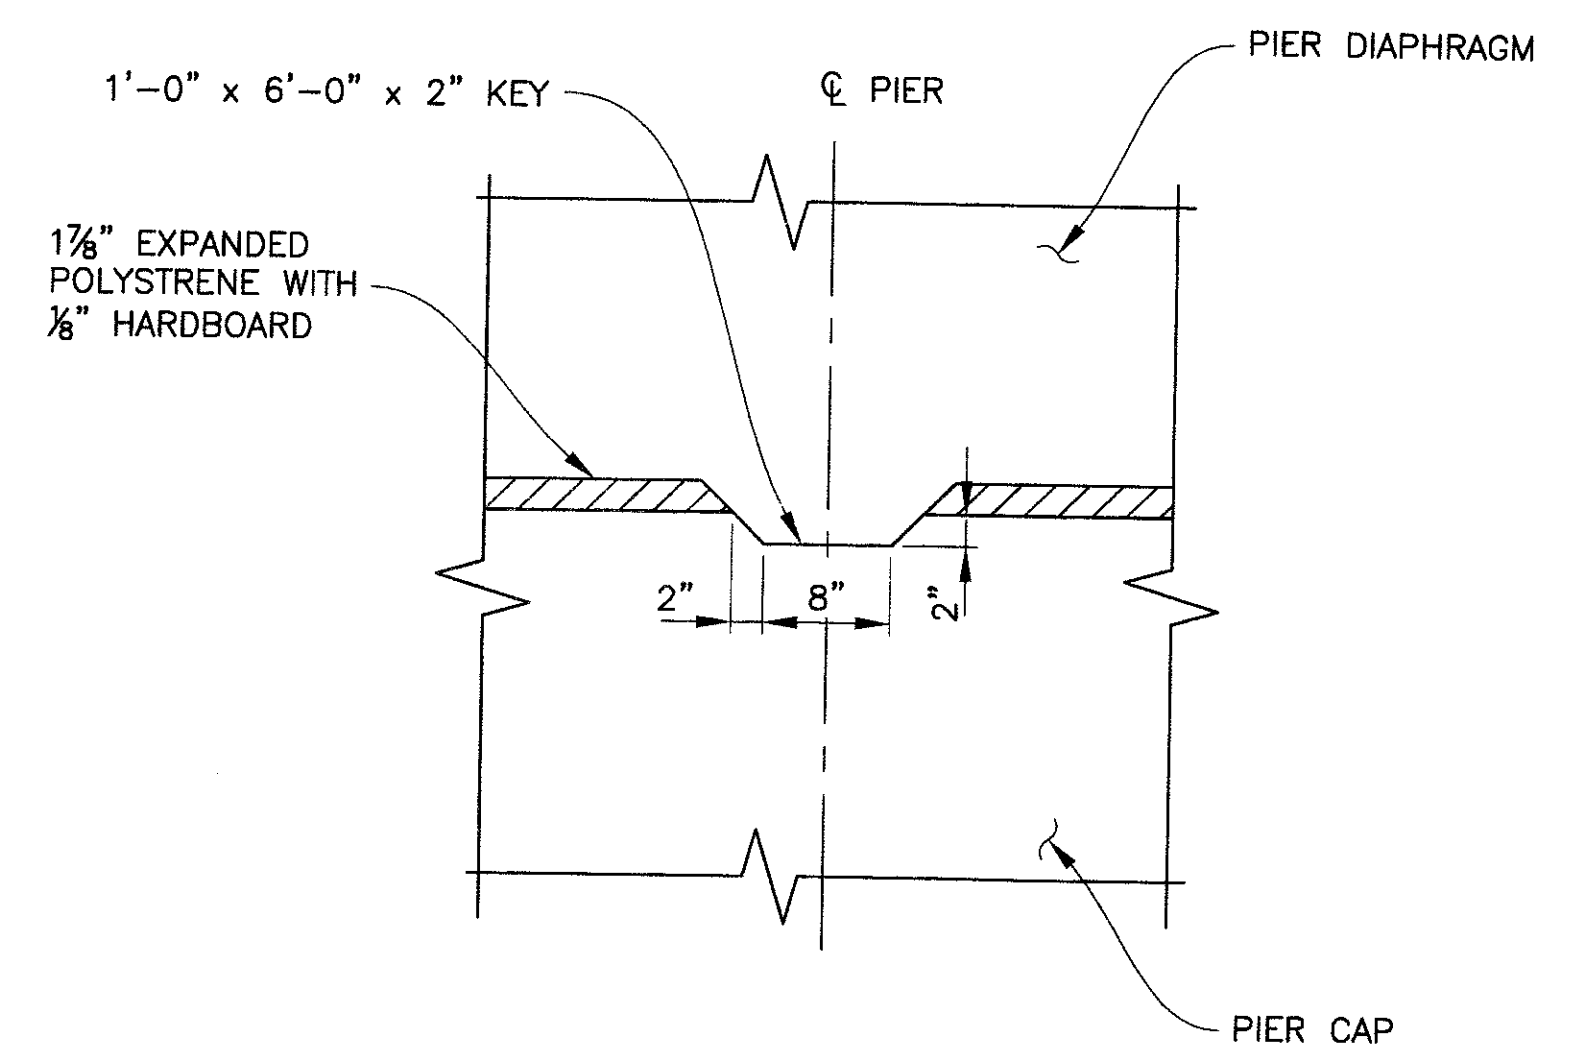 PIER DIAPHRAGM
1'-0" x 6'-0" x 2" KEY
℄ PIER
1⅞" EXPANDED
POLYSTRENE WITH
⅛" HARDBOARD
2"
8"
2"
PIER CAP